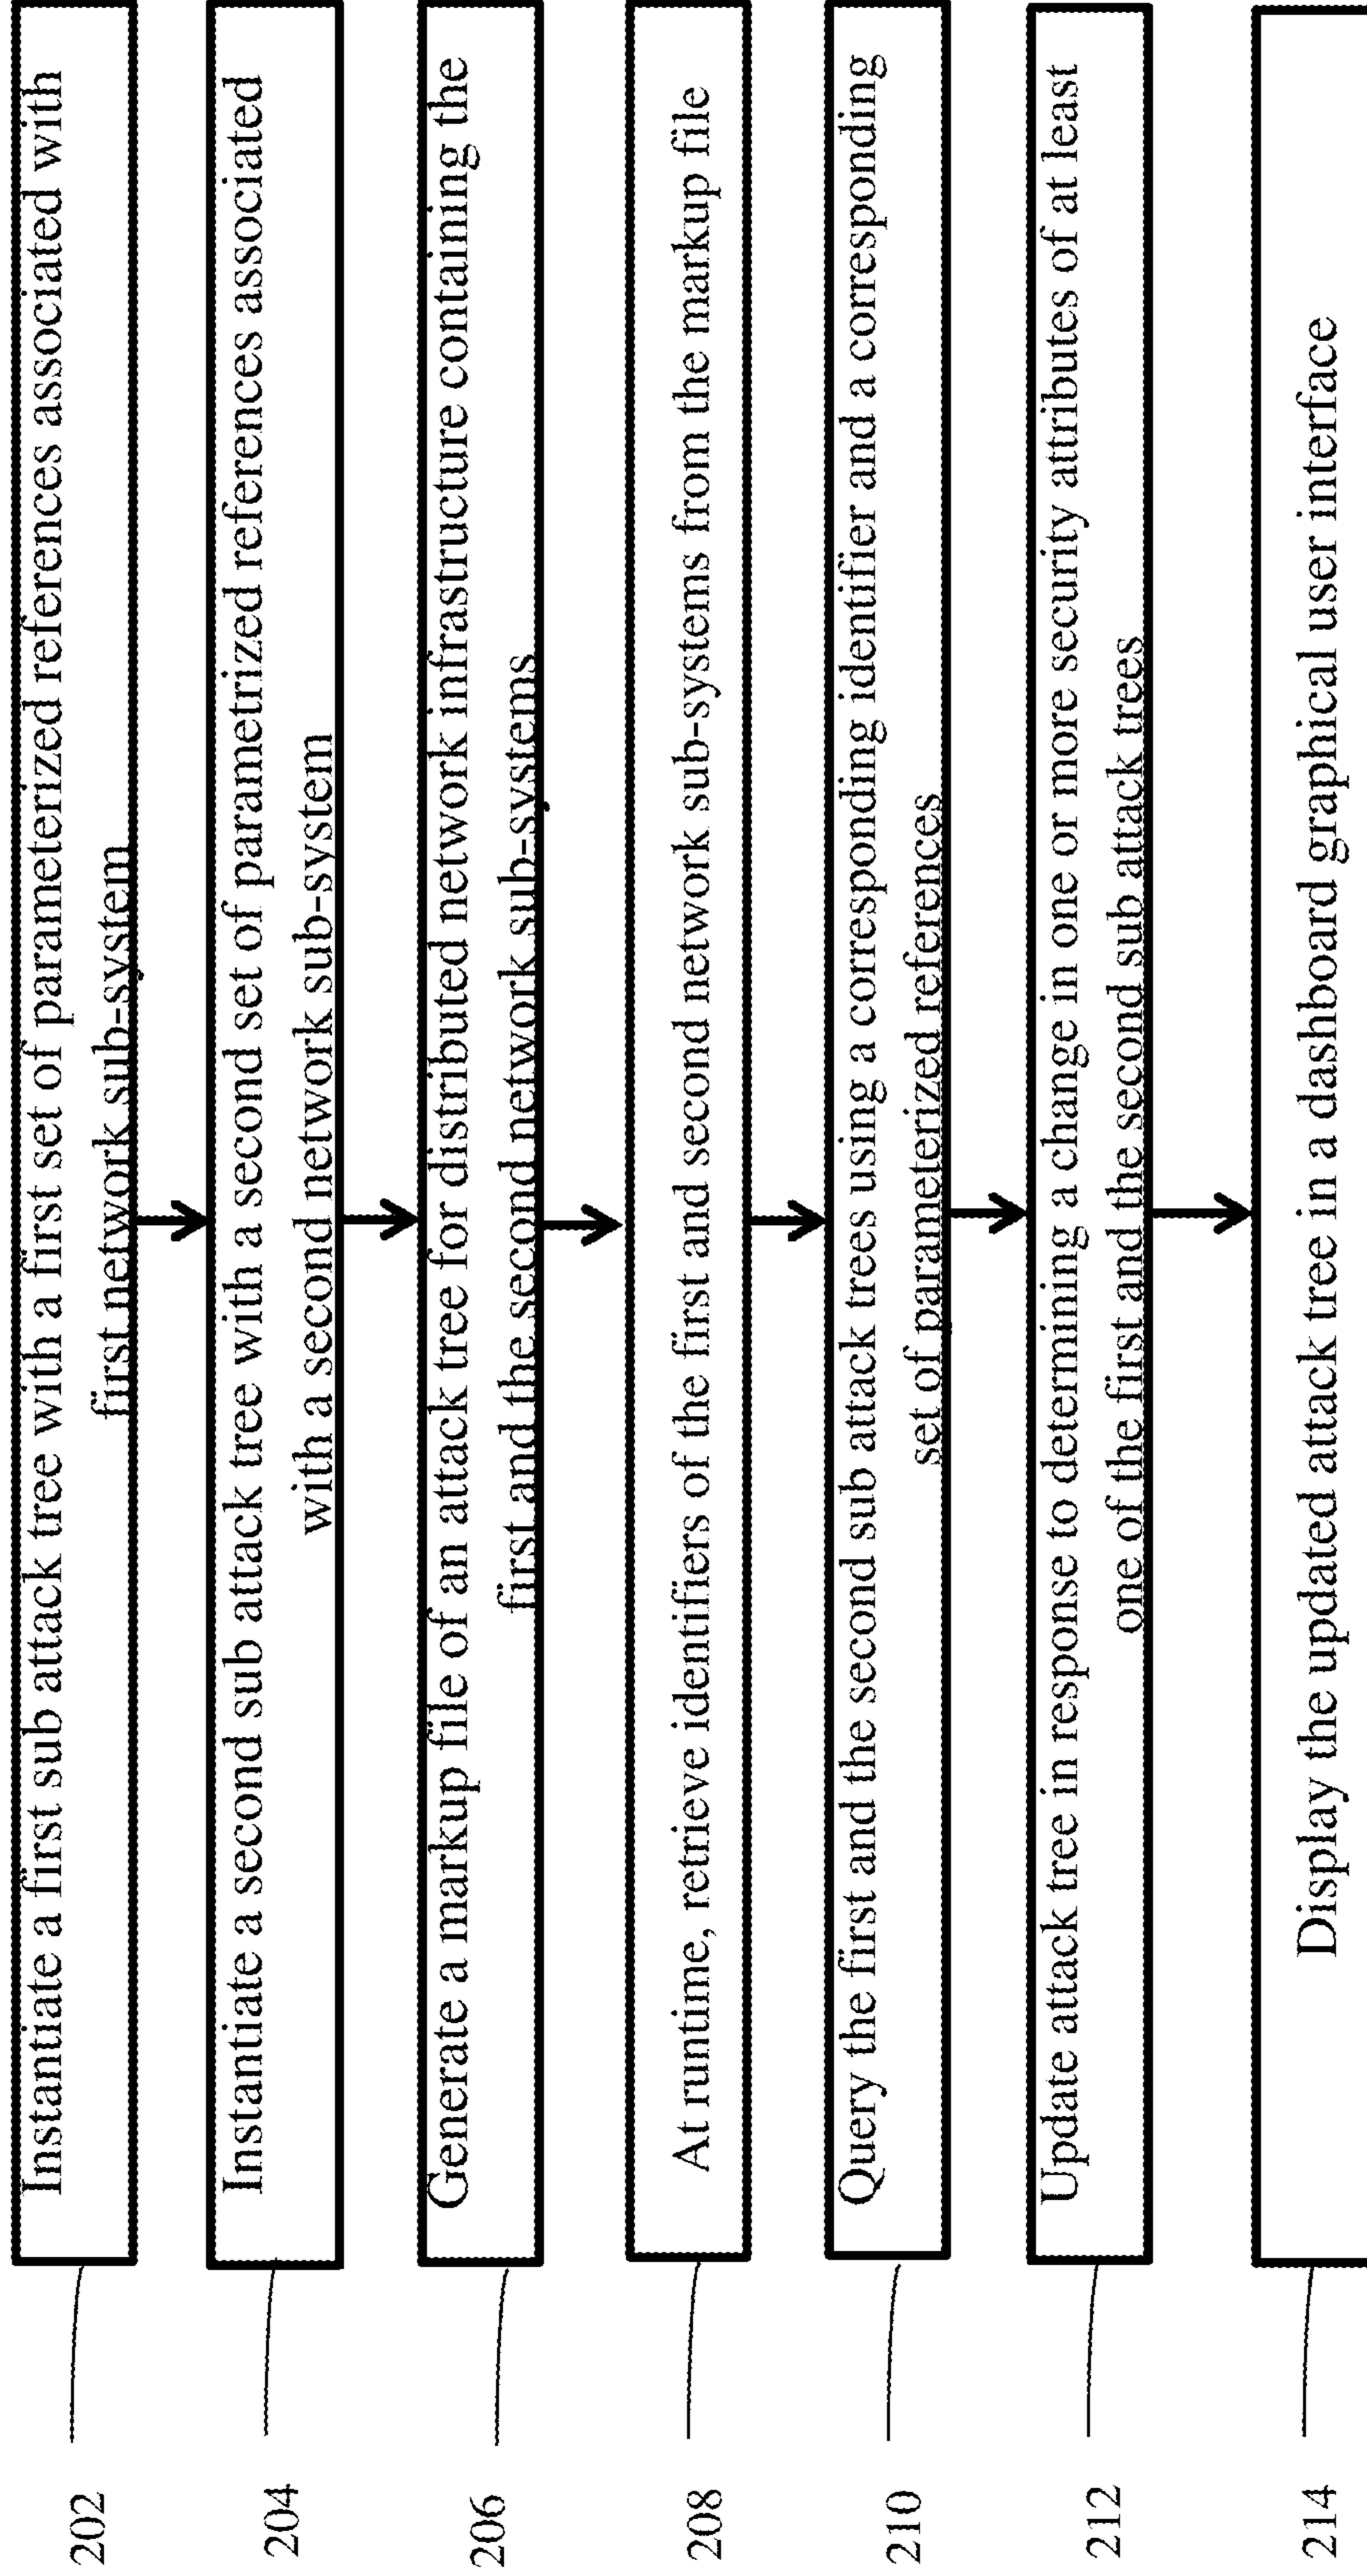 202
Instantiate a first sub attack tree with a first set of parameterized references associated with
first network sub-system
204
Instantiate a second sub attack tree with a second set of parametrized references associated
with a second network sub-system
206
Generate a markup file of an attack tree for distributed network infrastructure containing the
first and the second network sub-systems
208
At runtime, retrieve identifiers of the first and second network sub-systems from the markup file
210
Query the first and the second sub attack trees using a corresponding identifier and a corresponding
set of parameterized references
212
Update attack tree in response to determining a change in one or more security attributes of at least
one of the first and the second sub attack trees
214
Display the updated attack tree in a dashboard graphical user interface